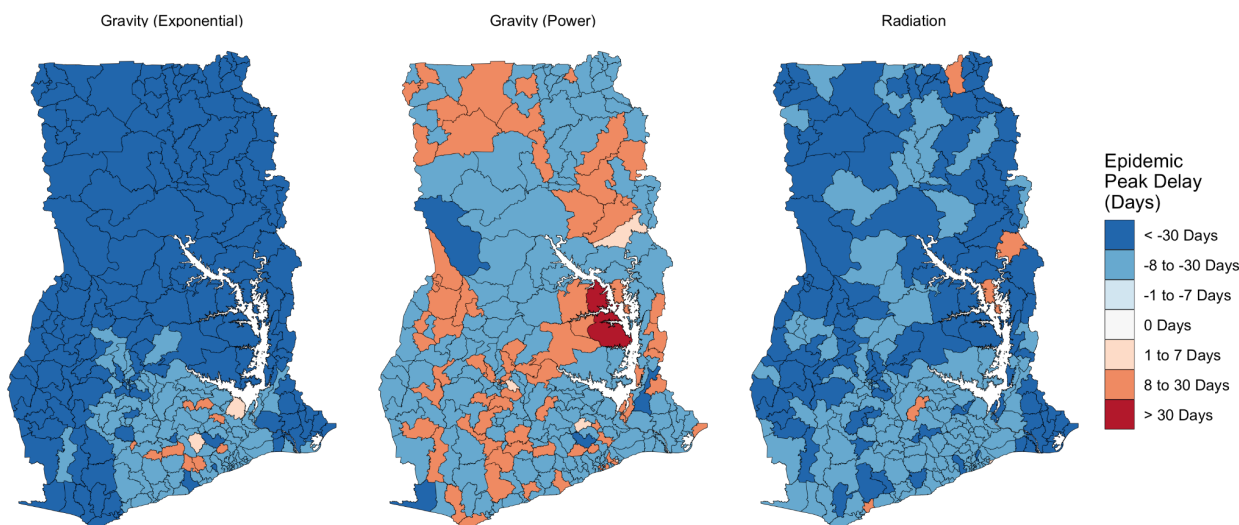 Gravity (Exponential)
Gravity (Power)
Radiation
Epidemic
Peak Delay
(Days)
< -30 Days
-8 to -30 Days
-1 to -7 Days
0 Days
1 to 7 Days
8 to 30 Days
> 30 Days